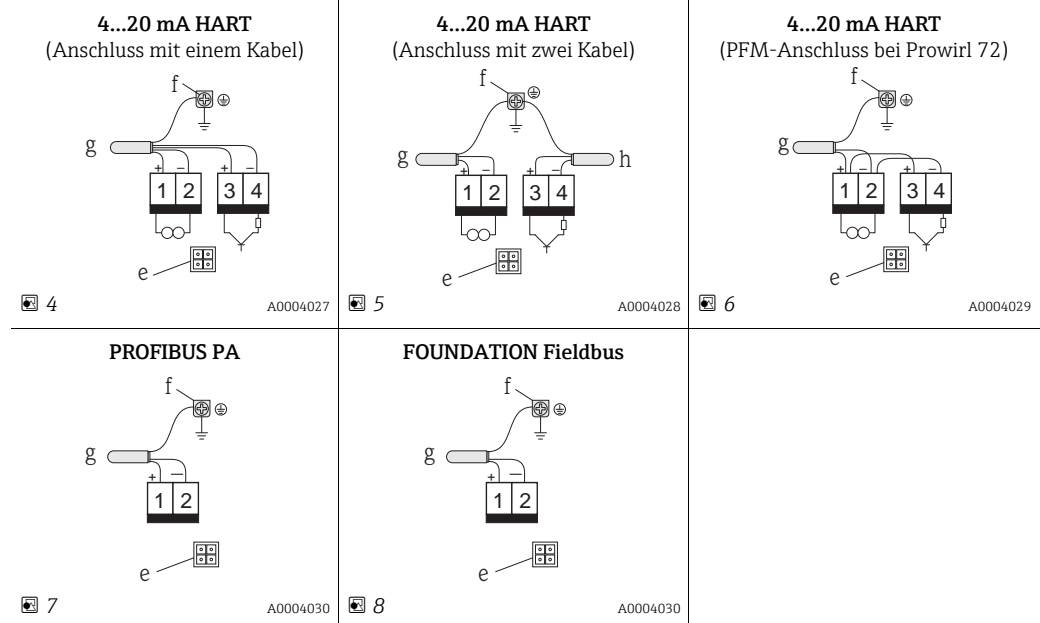 4...20 mA HART
(Anschluss mit einem Kabel)
f
g
+ – + –
1 2 3 4
e
4
A0004027
4...20 mA HART
(Anschluss mit zwei Kabel)
f
g
h
+ – + –
1 2 3 4
e
5
A0004028
4...20 mA HART
(PFM-Anschluss bei Prowirl 72)
f
g
+ – + –
1 2 3 4
e
6
A0004029
PROFIBUS PA
f
g
+ –
1 2
e
7
A0004030
FOUNDATION Fieldbus
f
g
+ –
1 2
e
8
A0004030